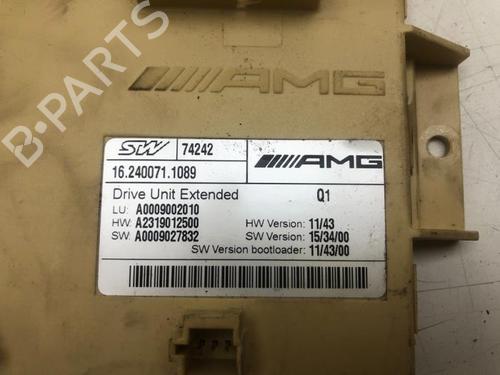 AMG
B-PARTS
SW 74242 AMG
16.240071.1089
Drive Unit Extended Q1
LU: A0009002010
HW: A2319012500 HW Version: 11/43
SW: A0009027832 SW Version: 15/34/00
SW Version bootloader: 11/43/00